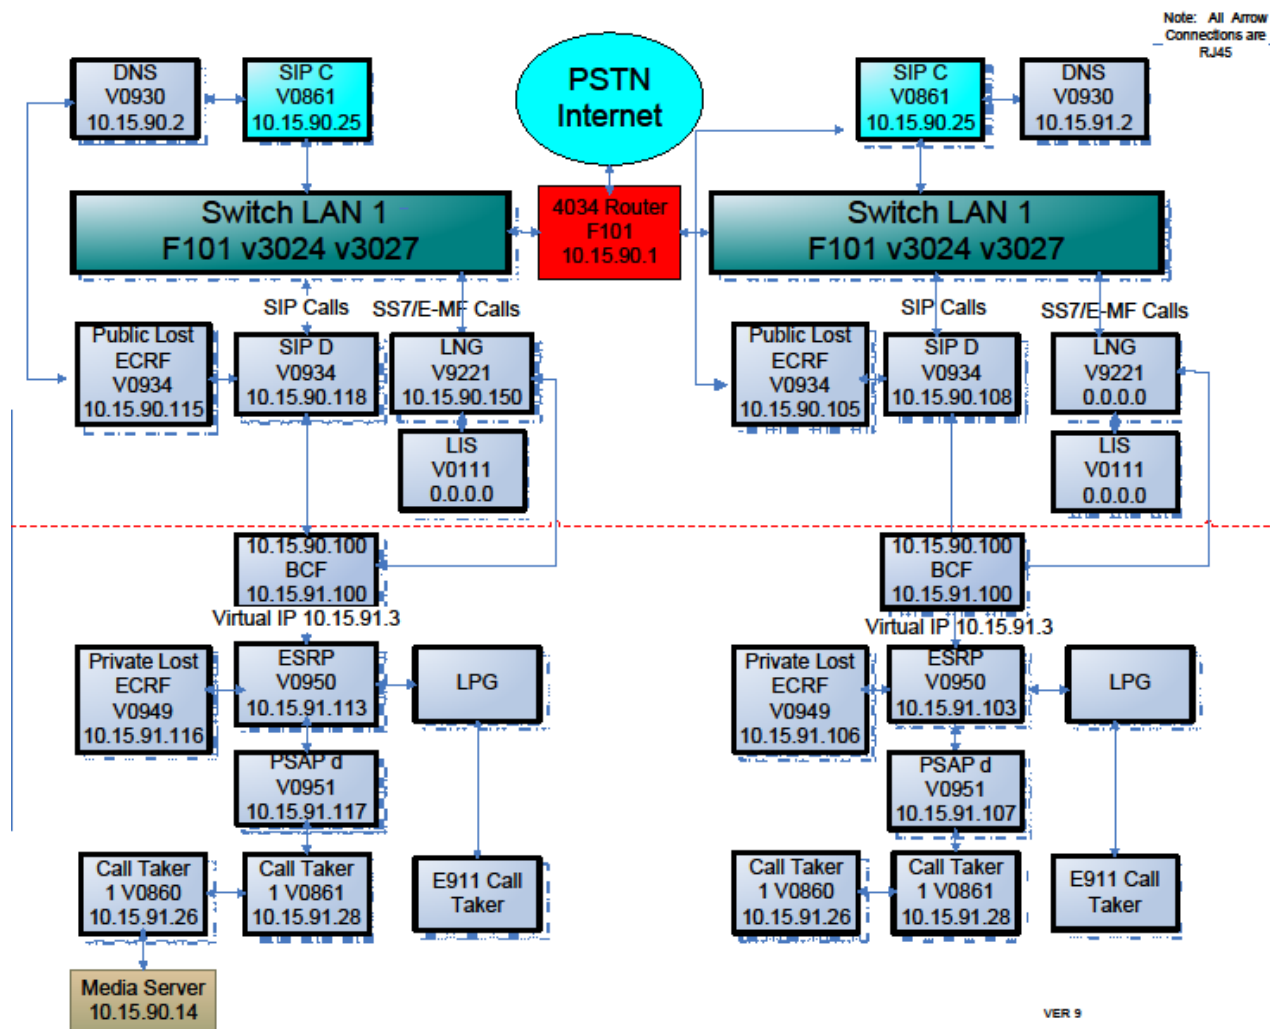 Note: All Arrow
Connections are
RJ45
DNS
V0930
10.15.90.2
SIP C
V0861
10.15.90.25
PSTN
Internet
SIP C
V0861
10.15.90.25
DNS
V0930
10.15.91.2
Switch LAN 1
F101 v3024 v3027
4034 Router
F101
10.15.90.1
Switch LAN 1
F101 v3024 v3027
SIP Calls
SS7/E-MF Calls
SIP Calls
SS7/E-MF Calls
Public Lost
ECRF
V0934
10.15.90.115
SIP D
V0934
10.15.90.118
LNG
V9221
10.15.90.150
LIS
V0111
0.0.0.0
Public Lost
ECRF
V0934
10.15.90.105
SIP D
V0934
10.15.90.108
LNG
V9221
0.0.0.0
LIS
V0111
0.0.0.0
10.15.90.100
BCF
10.15.91.100
Virtual IP 10.15.91.3
10.15.90.100
BCF
10.15.91.100
Virtual IP 10.15.91.3
Private Lost
ECRF
V0949
10.15.91.116
ESRP
V0950
10.15.91.113
LPG
Private Lost
ECRF
V0949
10.15.91.106
ESRP
V0950
10.15.91.103
LPG
PSAP d
V0951
10.15.91.117
PSAP d
V0951
10.15.91.107
Call Taker
1 V0860
10.15.91.26
Call Taker
1 V0861
10.15.91.28
E911 Call
Taker
Call Taker
1 V0860
10.15.91.26
Call Taker
1 V0861
10.15.91.28
E911 Call
Taker
Media Server
10.15.90.14
VER 9